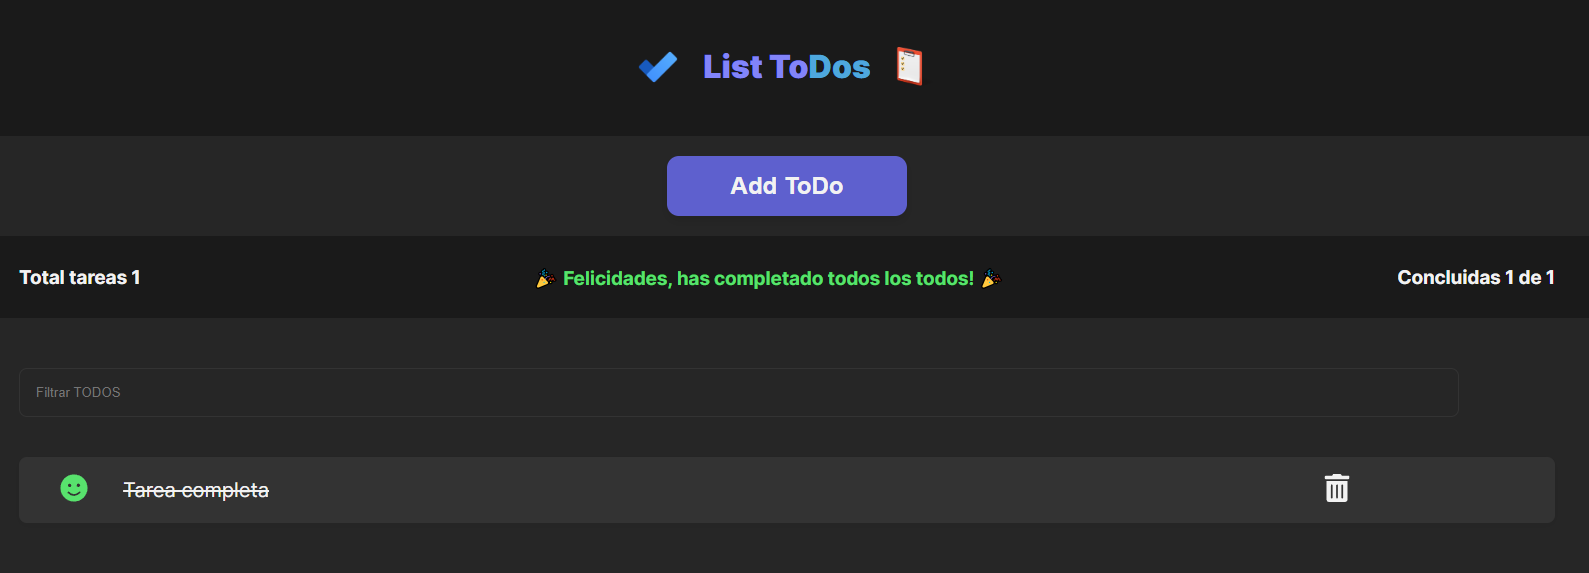 List ToDos
Add ToDo
Total tareas 1
Felicidades, has completado todos los todos!
Concluidas 1 de 1
Filtrar TODOS
Tarea completa